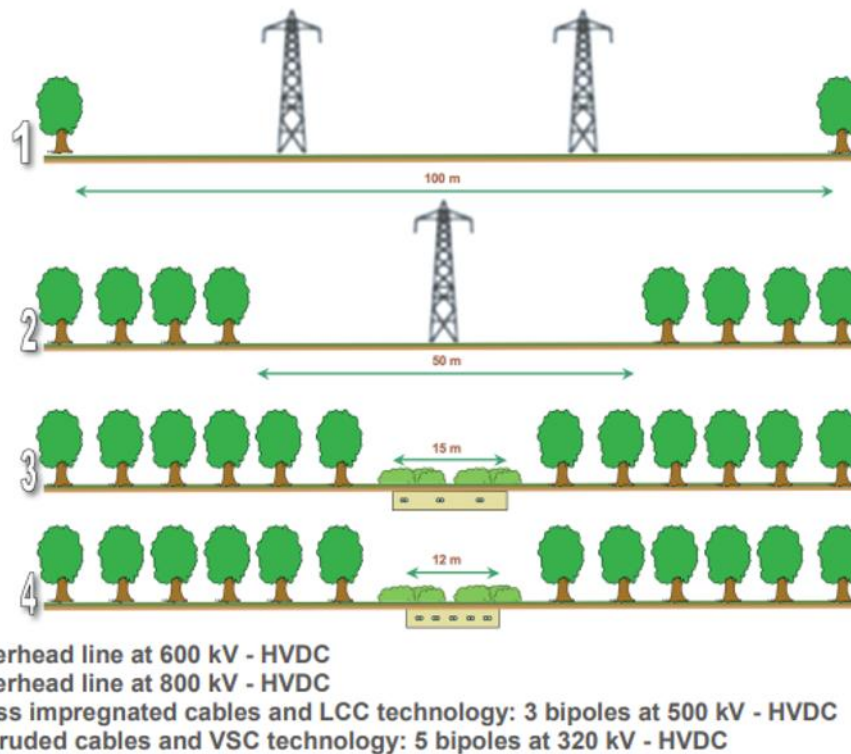 1
100 m
2
50 m
3
15 m
4
12 m
erhead line at 600 kV - HVDC
erhead line at 800 kV - HVDC
ss impregnated cables and LCC technology: 3 bipoles at 500 kV - HVDC
ruded cables and VSC technology: 5 bipoles at 320 kV - HVDC